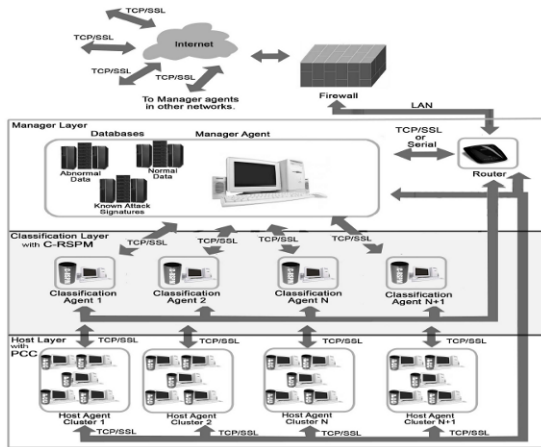 TCP/SSL
TCP/SSL
Internet
TCP/SSL
TCP/SSL
To Manager agents
in other networks.
Firewall
LAN
Manager Layer
Databases
Manager Agent
TCP/SSL
or
Serial
Abnormal
Data
Normal
Data
Router
Known Attack
Signatures
Classification Layer
with C-RSPM
TCP/SSL
TCP/SSL
TCP/SSL
TCP/SSL
Classification
Agent 1
Classification
Agent 2
Classification
Agent N
Classification
Agent N+1
Host Layer
with
PCC
TCP/SSL
TCP/SSL
TCP/SSL
TCP/SSL
Host Agent
Cluster 1
Host Agent
Cluster 2
Host Agent
Cluster N
Host Agent
Cluster N+1
TCP/SSL
TCP/SSL
TCP/SSL
TCP/SSL